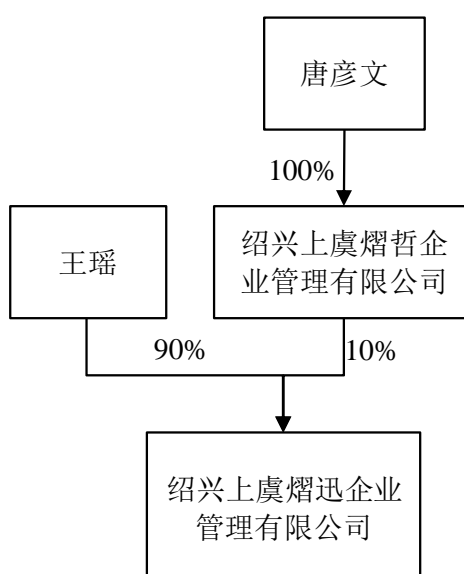 唐彦文
100%
王瑶
绍兴上虞熠哲企
业管理有限公司
90%
10%
绍兴上虞熠迅企业
管理有限公司